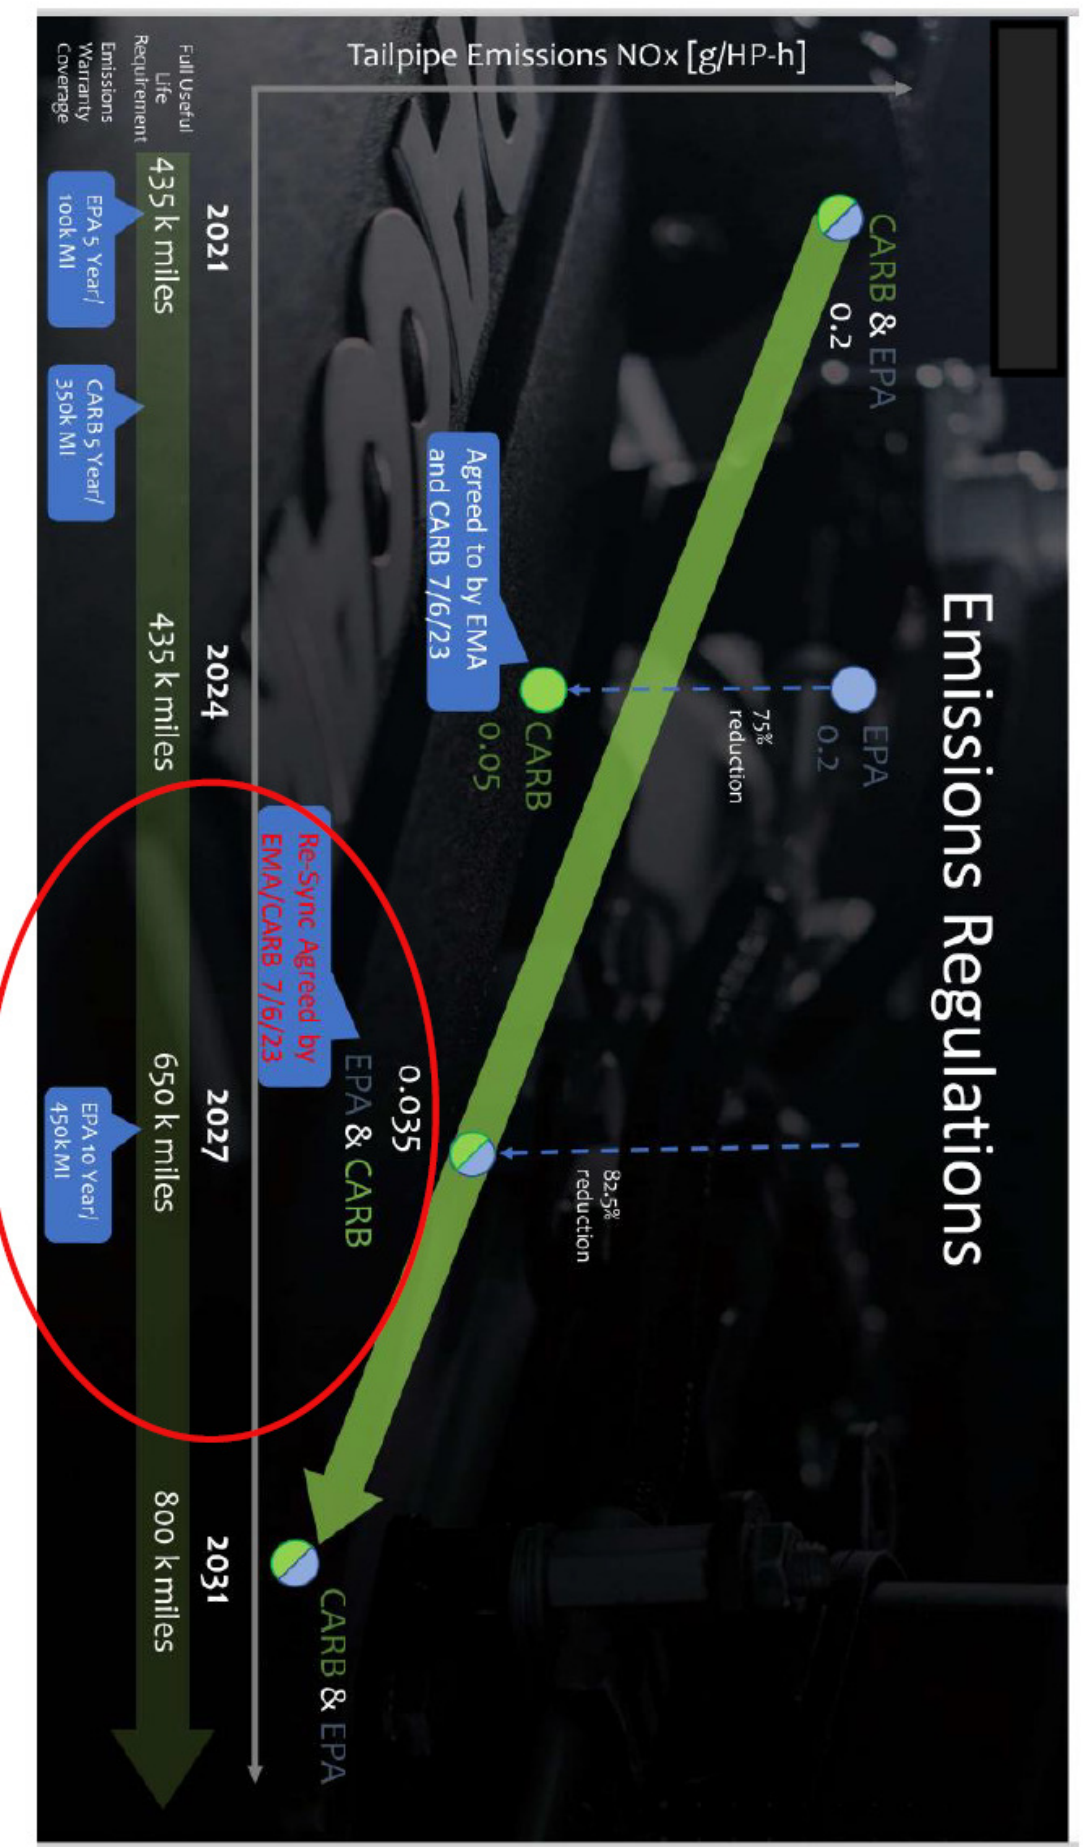 Emissions Regulations
Tailpipe Emissions NOx [g/HP-h]
CARB & EPA
0.2
EPA
0.2
75%
reduction
CARB
0.05
Agreed to by EMA
and CARB 7/6/23
82.5%
reduction
0.035
EPA & CARB
Re-Sync Agreed by
EMA/CARB 7/6/23
CARB & EPA
2021
2024
2027
2031
Full Useful
Life
Requirement
435 k miles
435 k miles
650 k miles
800 k miles
Emissions
Warranty
Coverage
EPA 5 Year/
100k MI
CARB 5 Year/
350k MI
EPA 10 Year/
450k MI